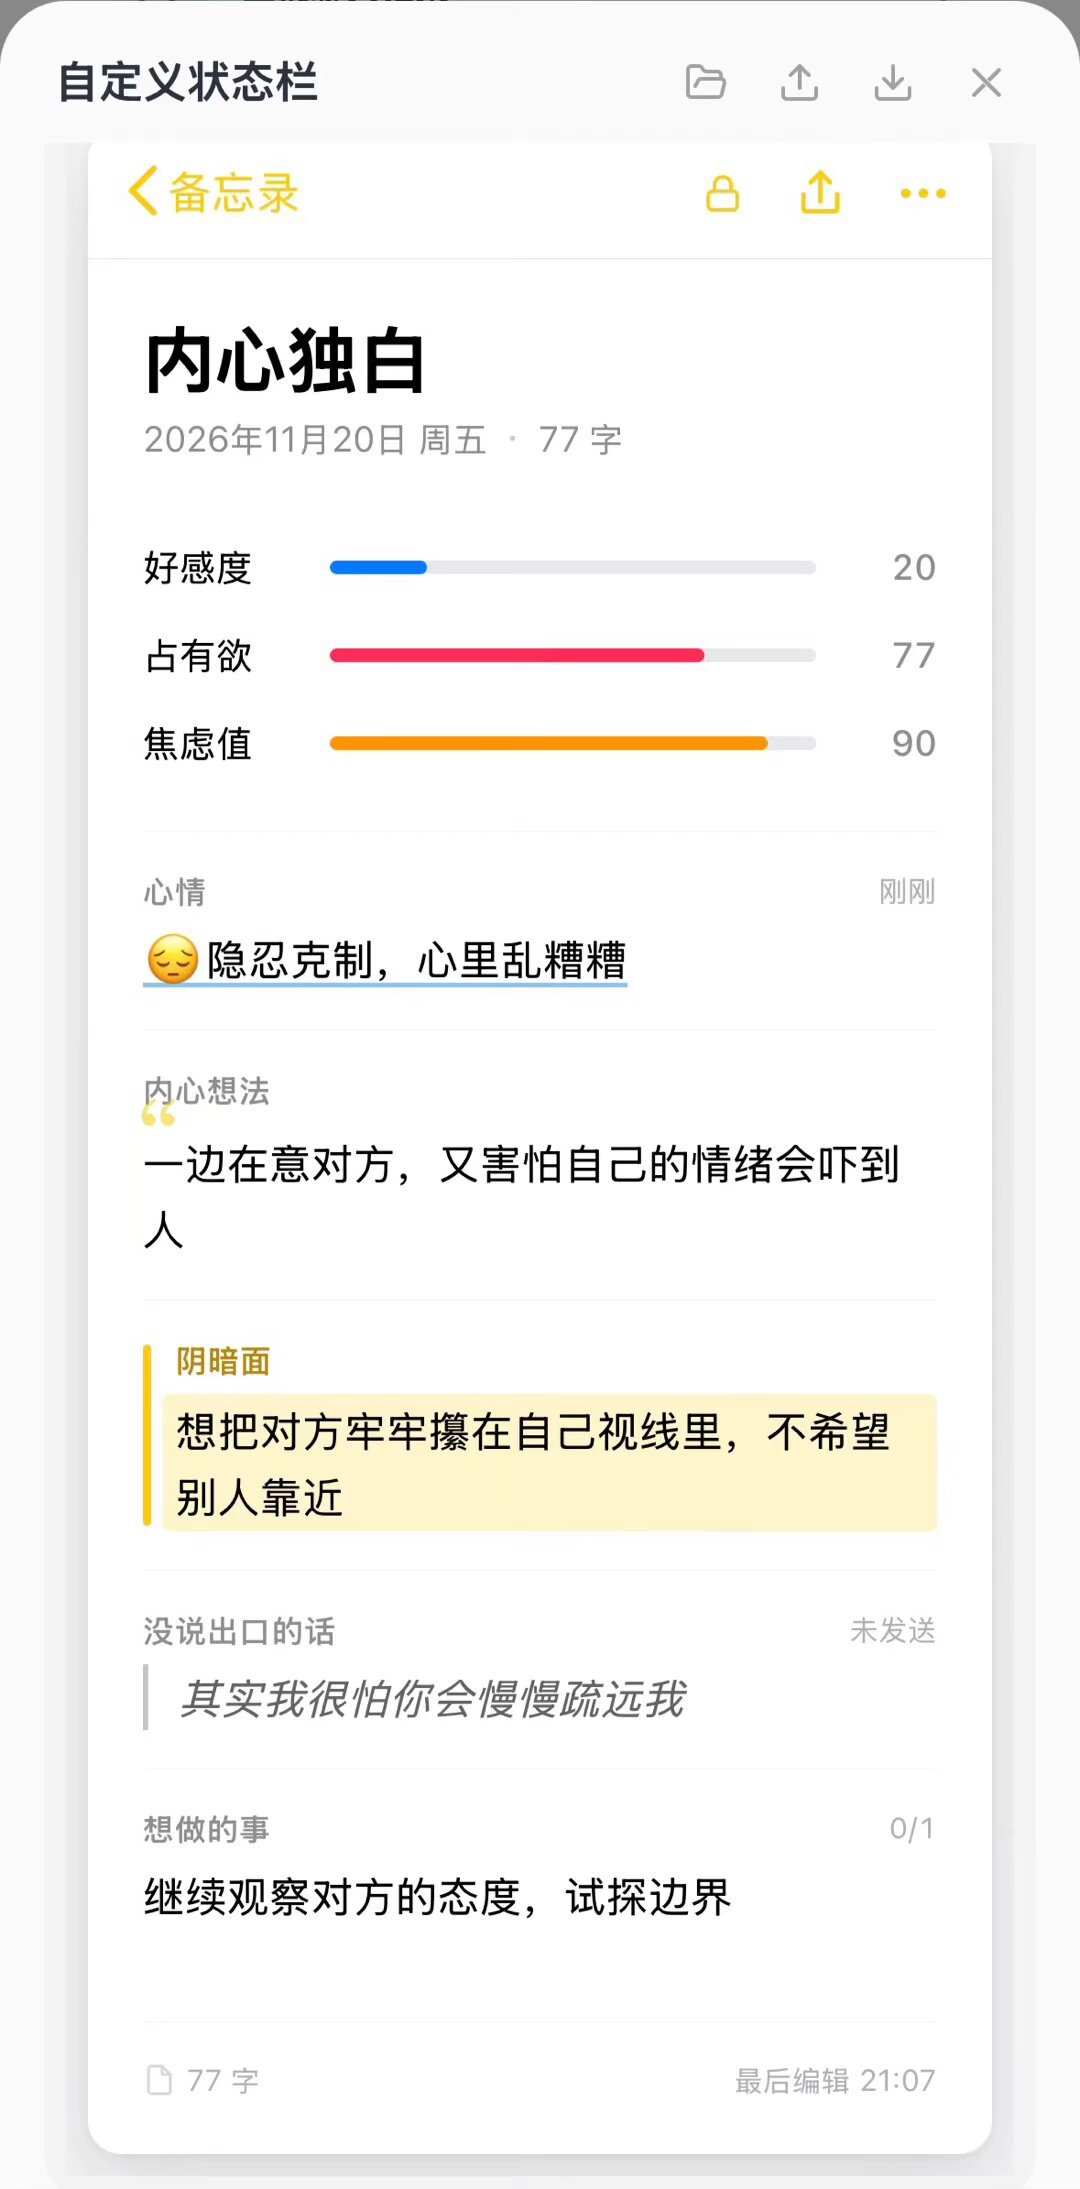 自定义状态栏
备忘录
内心独白
2026年11月20日 周五 · 77 字
好感度 20
占有欲 77
焦虑值 90
心情 刚刚
😔隐忍克制，心里乱糟糟
内心想法
“
一边在意对方，又害怕自己的情绪会吓到
人
阴暗面
想把对方牢牢攥在自己视线里，不希望
别人靠近
没说出口的话 未发送
其实我很怕你会慢慢疏远我
想做的事 0/1
继续观察对方的态度，试探边界
77 字 最后编辑 21:07